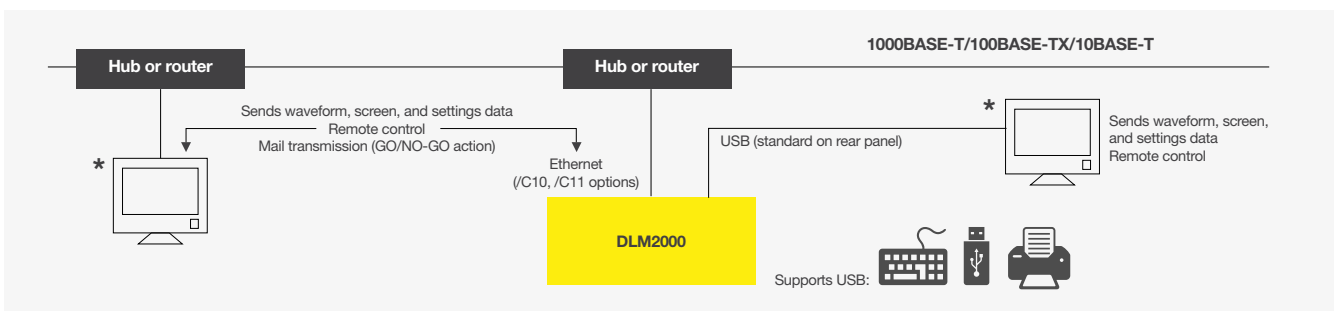 1000BASE-T/100BASE-TX/10BASE-T
Hub or router
Hub or router
Sends waveform, screen, and settings data
Remote control
Mail transmission (GO/NO-GO action)
*
Ethernet
(/C10, /C11 options)
USB (standard on rear panel)
*
Sends waveform, screen,
and settings data
Remote control
DLM2000
Supports USB: